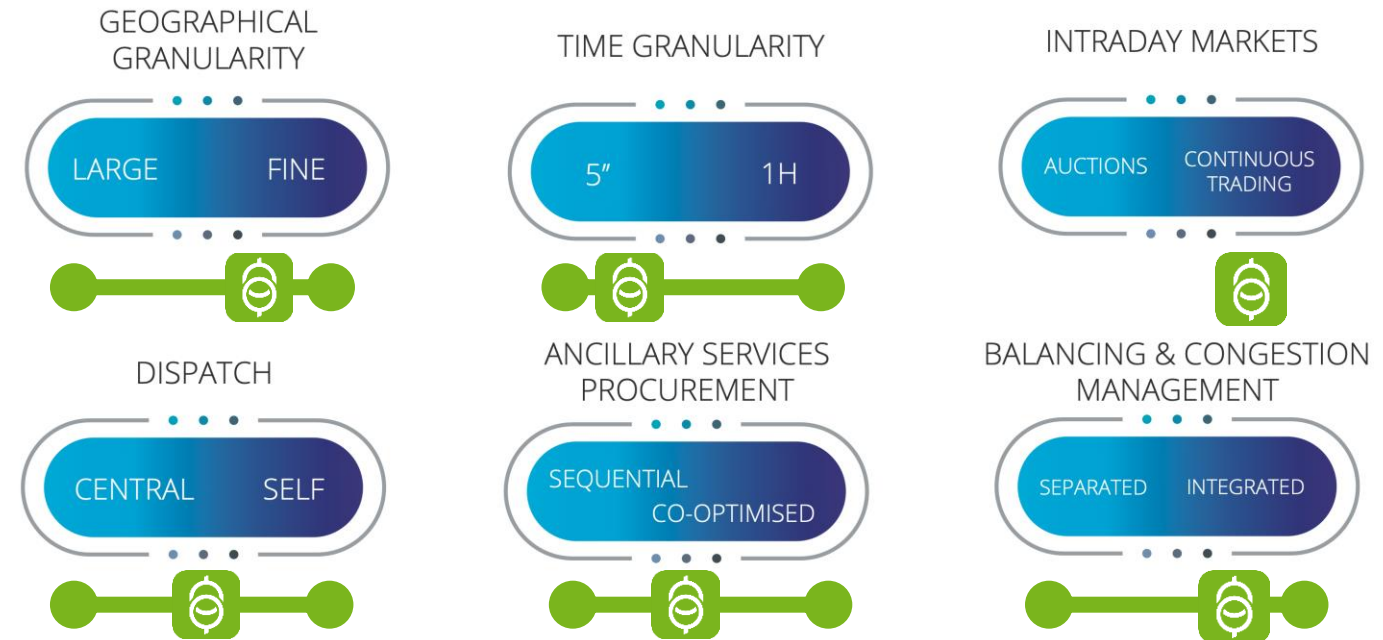 GEOGRAPHICAL
GRANULARITY
LARGE FINE
TIME GRANULARITY
5” 1H
INTRADAY MARKETS
AUCTIONS CONTINUOUS
TRADING
DISPATCH
CENTRAL SELF
ANCILLARY SERVICES
PROCUREMENT
SEQUENTIAL
CO-OPTIMISED
BALANCING & CONGESTION
MANAGEMENT
SEPARATED INTEGRATED